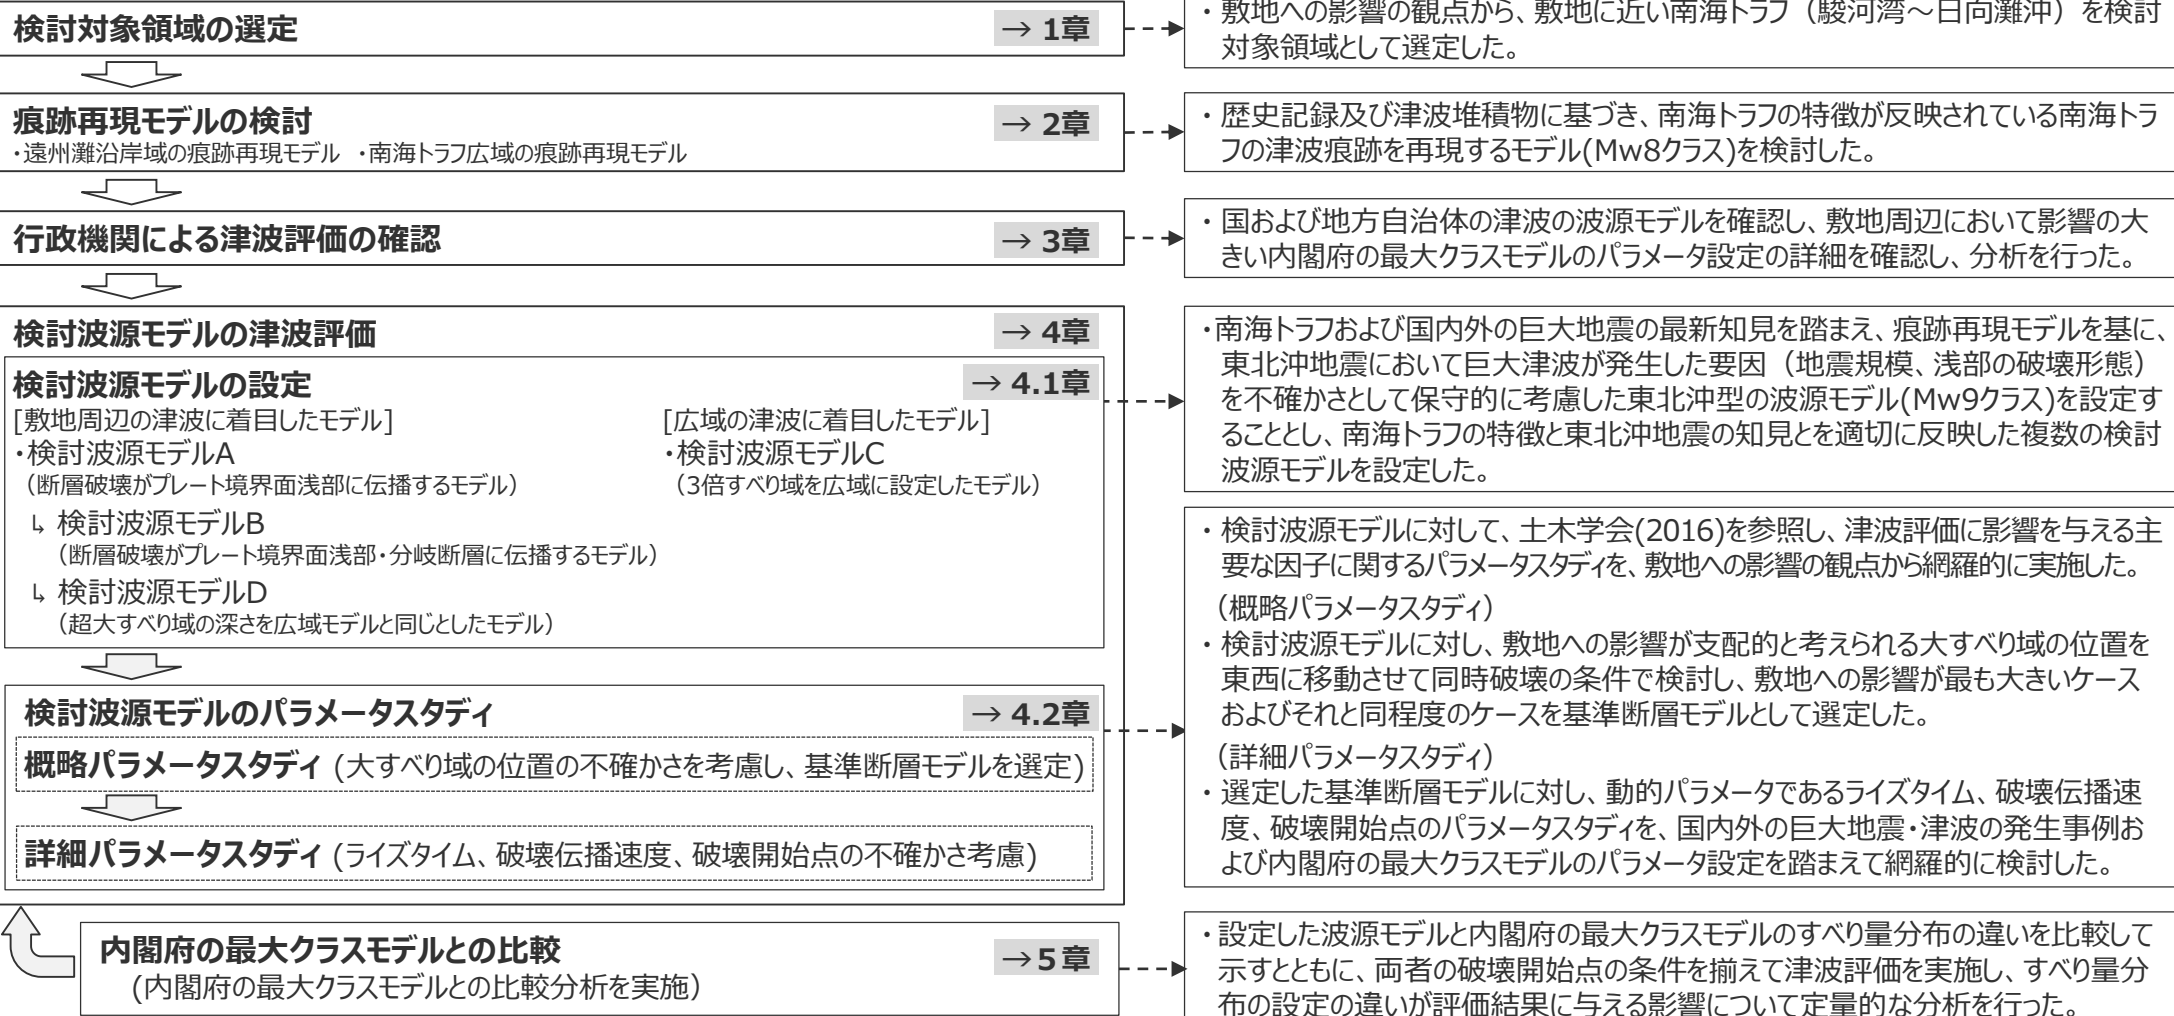 検討対象領域の選定
→ 1章
・敷地への影響の観点から、敷地に近い南海トラフ（駿河湾～日向灘沖）を検討
対象領域として選定した。
痕跡再現モデルの検討
→ 2章
・遠州灘沿岸域の痕跡再現モデル ・南海トラフ広域の痕跡再現モデル
・歴史記録及び津波堆積物に基づき、南海トラフの特徴が反映されている南海トラ
フの津波痕跡を再現するモデル(Mw8クラス)を検討した。
行政機関による津波評価の確認
→ 3章
・国および地方自治体の津波の波源モデルを確認し、敷地周辺において影響の大
きい内閣府の最大クラスモデルのパラメータ設定の詳細を確認し、分析を行った。
検討波源モデルの津波評価
→ 4章
検討波源モデルの設定
→ 4.1章
[敷地周辺の津波に着目したモデル]
・検討波源モデルA
（断層破壊がプレート境界面浅部に伝播するモデル）
↳ 検討波源モデルB
（断層破壊がプレート境界面浅部・分岐断層に伝播するモデル）
↳ 検討波源モデルD
（超大すべり域の深さを広域モデルと同じとしたモデル）
[広域の津波に着目したモデル]
・検討波源モデルC
（3倍すべり域を広域に設定したモデル）
・南海トラフおよび国内外の巨大地震の最新知見を踏まえ、痕跡再現モデルを基に、
東北沖地震において巨大津波が発生した要因（地震規模、浅部の破壊形態）
を不確かさとして保守的に考慮した東北沖型の波源モデル(Mw9クラス)を設定す
ることとし、南海トラフの特徴と東北沖地震の知見とを適切に反映した複数の検討
波源モデルを設定した。
検討波源モデルのパラメータスタディ
→ 4.2章
概略パラメータスタディ (大すべり域の位置の不確かさを考慮し、基準断層モデルを選定)
詳細パラメータスタディ (ライズタイム、破壊伝播速度、破壊開始点の不確かさ考慮)
・検討波源モデルに対して、土木学会(2016)を参照し、津波評価に影響を与える主
要な因子に関するパラメータスタディを、敷地への影響の観点から網羅的に実施した。
（概略パラメータスタディ）
・検討波源モデルに対し、敷地への影響が支配的と考えられる大すべり域の位置を
東西に移動させて同時破壊の条件で検討し、敷地への影響が最も大きいケース
およびそれと同程度のケースを基準断層モデルとして選定した。
（詳細パラメータスタディ）
・選定した基準断層モデルに対し、動的パラメータであるライズタイム、破壊伝播速
度、破壊開始点のパラメータスタディを、国内外の巨大地震・津波の発生事例お
よび内閣府の最大クラスモデルのパラメータ設定を踏まえて網羅的に検討した。
内閣府の最大クラスモデルとの比較
→5章
(内閣府の最大クラスモデルとの比較分析を実施）
・設定した波源モデルと内閣府の最大クラスモデルのすべり量分布の違いを比較して
示すとともに、両者の破壊開始点の条件を揃えて津波評価を実施し、すべり量分
布の設定の違いが評価結果に与える影響について定量的な分析を行った。